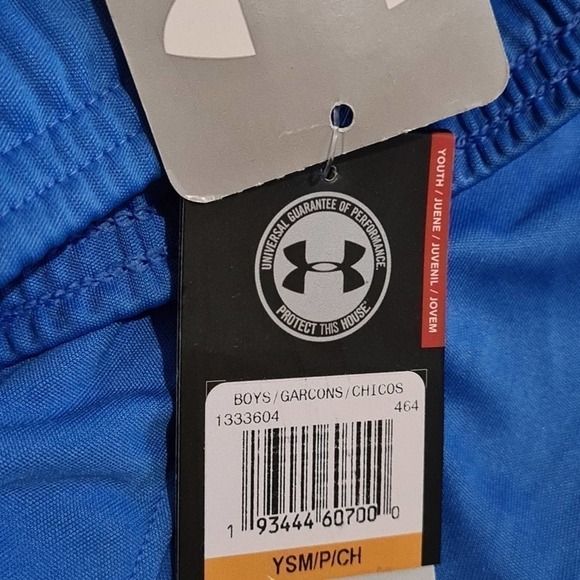 UNIVERSAL GUARANTEE OF PERFORMANCE.
PROTECT THIS HOUSE
YOUTH / JUENE / JUVENIL / JOVEM
BOYS/GARCONS/CHICOS
1333604 464
1 93444 60700 0
YSM/P/CH